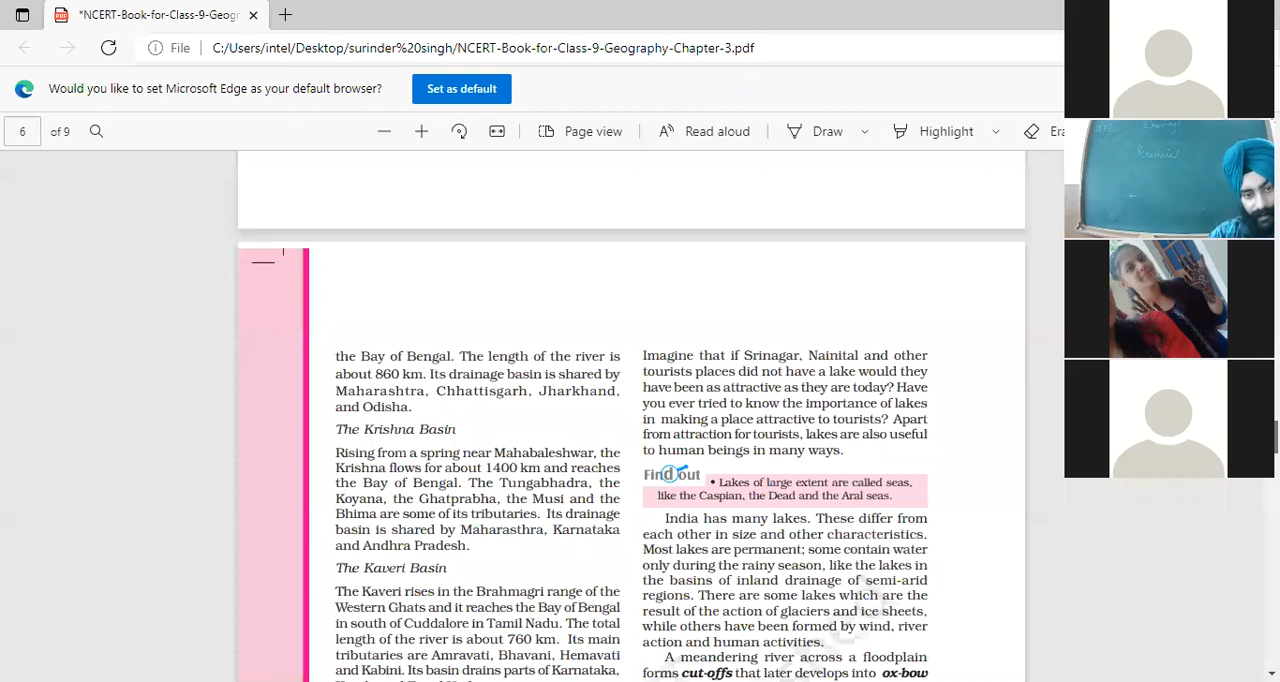 *NCERT-Book-for-Class-9-Geog
File
C:/Users/intel/Desktop/surinder%20singh/NCERT-Book-for-Class-9-Geography-Chapter-3.pdf
Would you like to set Microsoft Edge as your default browser?
Set as default
6
of 9
Page view
Read aloud
Draw
Highlight
Era
the Bay of Bengal. The length of the river is
about 860 km. Its drainage basin is shared by
Maharashtra, Chhattisgarh, Jharkhand,
and Odisha.
The Krishna Basin
Rising from a spring near Mahabaleshwar, the
Krishna flows for about 1400 km and reaches
the Bay of Bengal. The Tungabhadra, the
Koyana, the Ghatprabha, the Musi and the
Bhima are some of its tributaries. Its drainage
basin is shared by Maharasthra, Karnataka
and Andhra Pradesh.
The Kaveri Basin
The Kaveri rises in the Brahmagri range of the
Western Ghats and it reaches the Bay of Bengal
in south of Cuddalore in Tamil Nadu. The total
length of the river is about 760 km. Its main
tributaries are Amravati, Bhavani, Hemavati
and Kabini. Its basin drains parts of Karnataka,
Imagine that if Srinagar, Nainital and other
tourists places did not have a lake would they
have been as attractive as they are today? Have
you ever tried to know the importance of lakes
in making a place attractive to tourists? Apart
from attraction for tourists, lakes are also useful
to human beings in many ways.
Find out
• Lakes of large extent are called seas,
like the Caspian, the Dead and the Aral seas.
India has many lakes. These differ from
each other in size and other characteristics.
Most lakes are permanent; some contain water
only during the rainy season, like the lakes in
the basins of inland drainage of semi-arid
regions. There are some lakes which are the
result of the action of glaciers and ice sheets,
while others have been formed by wind, river
action and human activities.
A meandering river across a floodplain
forms cut-offs that later develops into ox-bow